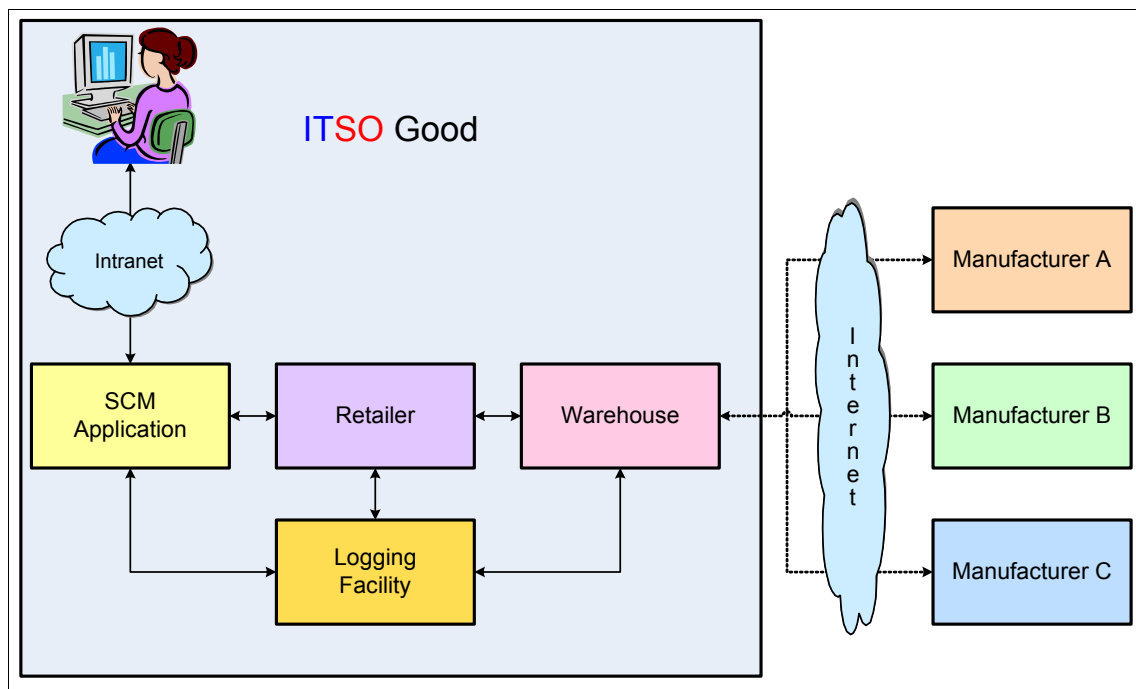 ITSO Good
Intranet
Manufacturer A
SCM
Application
Retailer
Warehouse
Internet
Manufacturer B
Logging
Facility
Manufacturer C